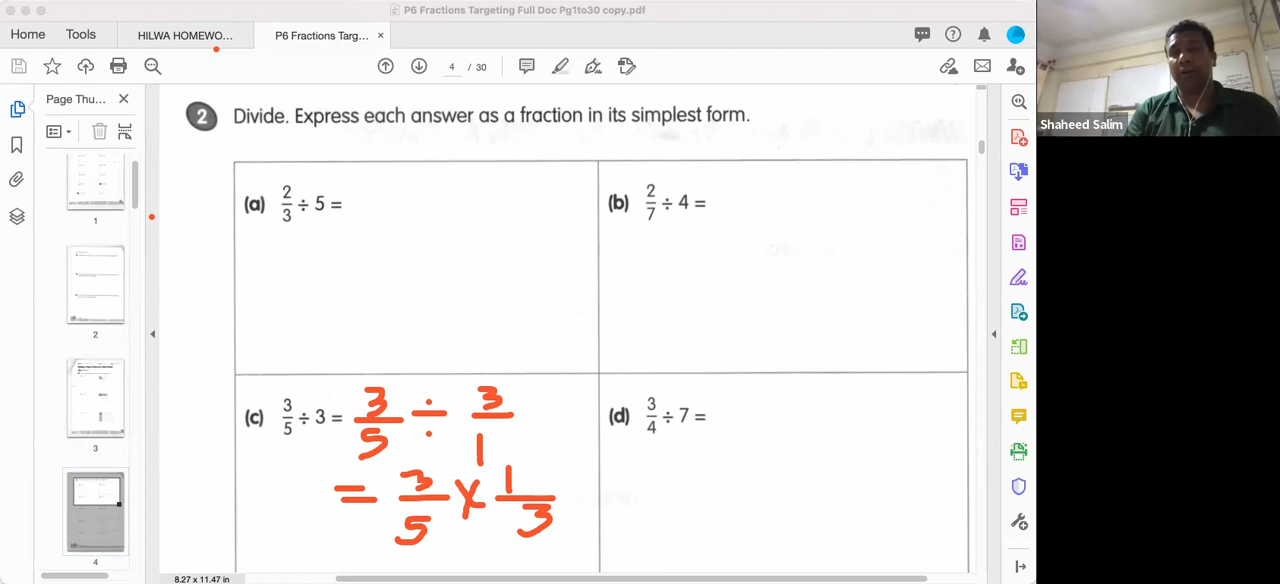 P6 Fractions Targeting Full Doc Pg1to30 copy.pdf
Home Tools HILWA HOMEWO... P6 Fractions Targ... ×
4 / 30
Page Thu...
2 Divide. Express each answer as a fraction in its simplest form.
(a) 2/3 ÷ 5 =
(b) 2/7 ÷ 4 =
(c) 3/5 ÷ 3 = 3/5 ÷ 3/1
= 3/5 × 1/3
(d) 3/4 ÷ 7 =
1
2
3
4
8.27 x 11.47 in
Shaheed Salim